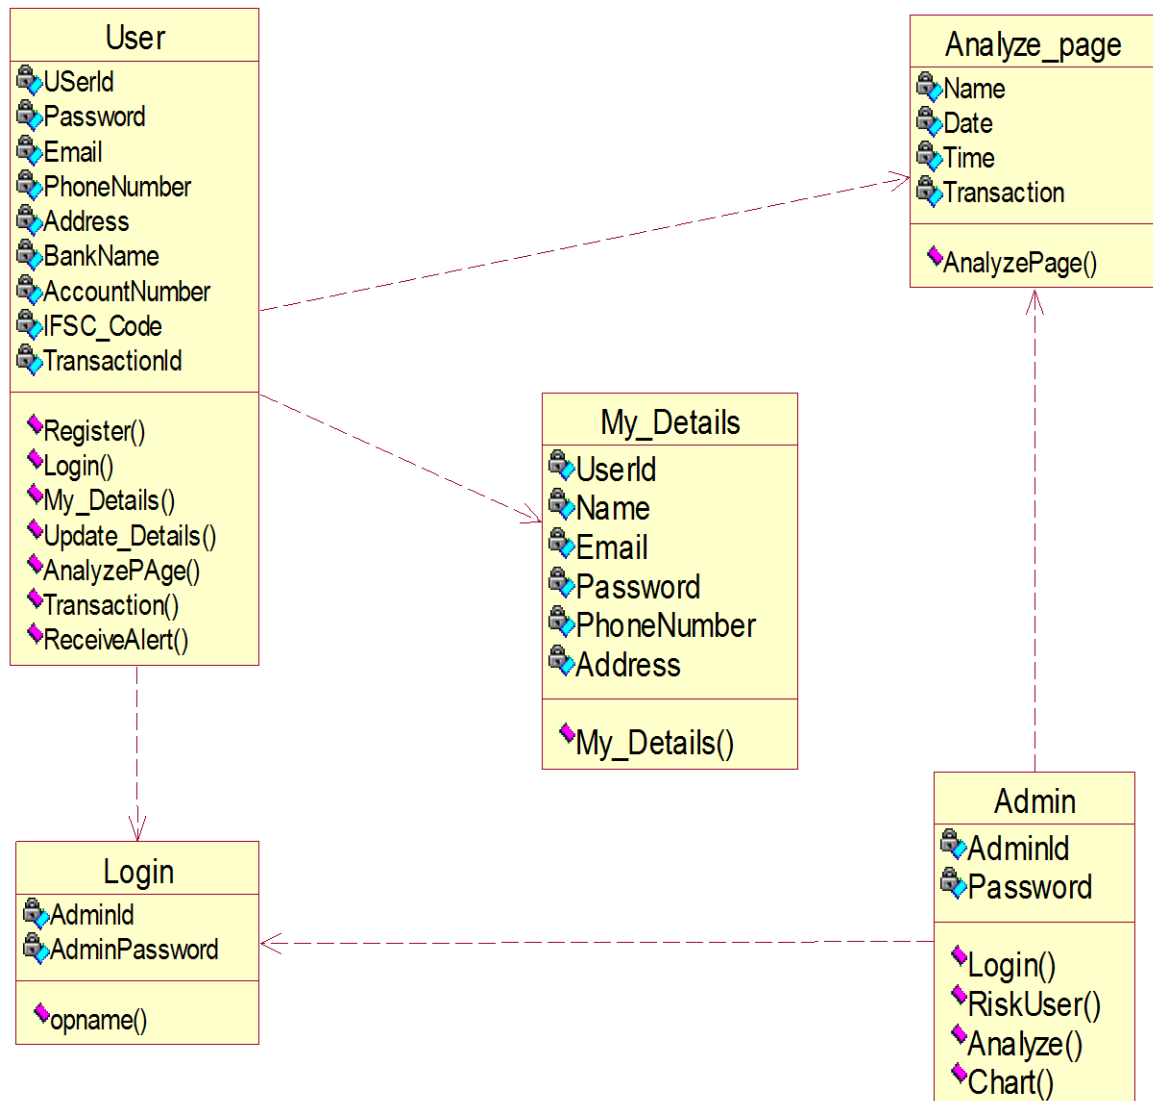 User
USerId
Password
Email
PhoneNumber
Address
BankName
AccountNumber
IFSC_Code
TransactionId
Register()
Login()
My_Details()
Update_Details()
AnalyzePAge()
Transaction()
ReceiveAlert()
Analyze_page
Name
Date
Time
Transaction
AnalyzePage()
My_Details
UserId
Name
Email
Password
PhoneNumber
Address
My_Details()
Login
AdminId
AdminPassword
opname()
Admin
AdminId
Password
Login()
RiskUser()
Analyze()
Chart()